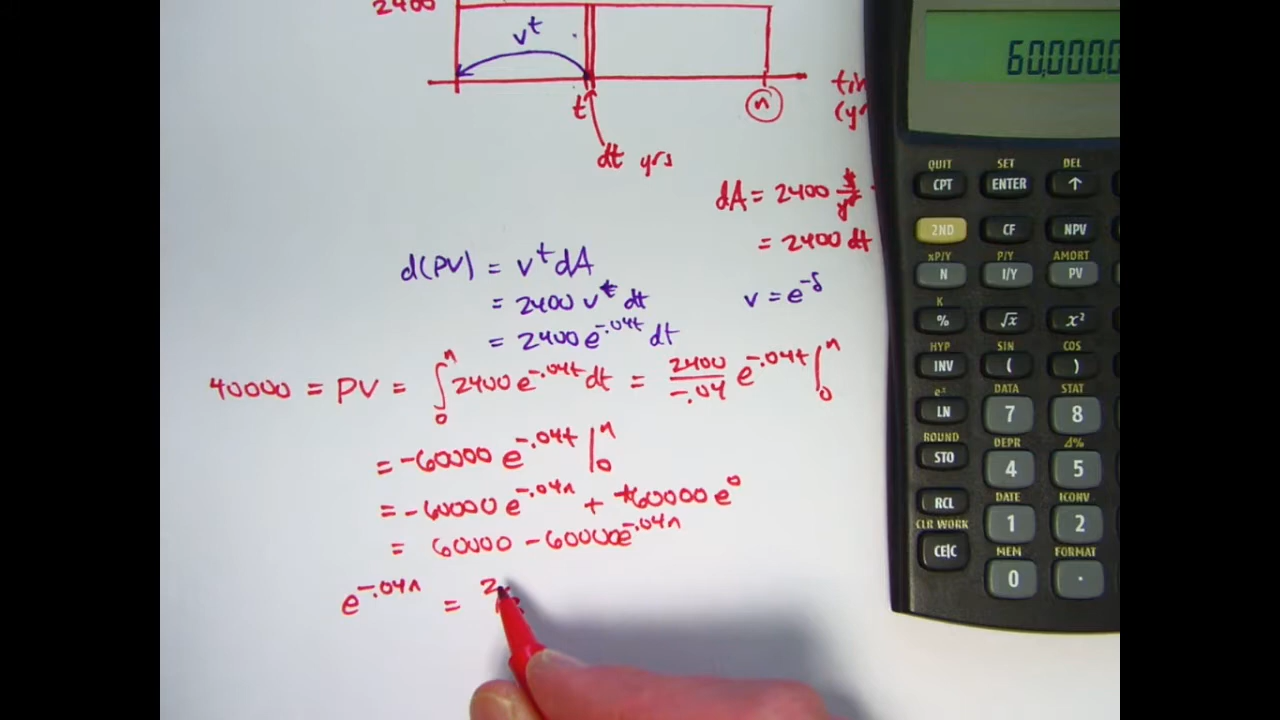 2400
v^t
t
n
dt yrs
dA = 2400
= 2400 dt
d(PV) = v^t dA
= 2400 v^t dt
v = e^-δ
= 2400 e^-.04t dt
40000 = PV = ∫_0^n 2400 e^-.04t dt = 2400/-.04 e^-.04t |_0^n
= -60000 e^-.04t |_0^n
= -60000 e^-.04n + 60000 e^0
= 60000 - 60000e^-.04n
e^-.04n =
60,000.0
QUIT SET DEL
CPT ENTER ↑
2ND CF NPV
xP/Y P/Y AMORT
N I/Y PV
K
% √x x²
HYP SIN COS
INV ( )
eˣ DATA STAT
LN 7 8
ROUND DEPR Δ%
STO 4 5
DATE ICONV
RCL 1 2
CLR WORK MEM FORMAT
CE|C 0 .